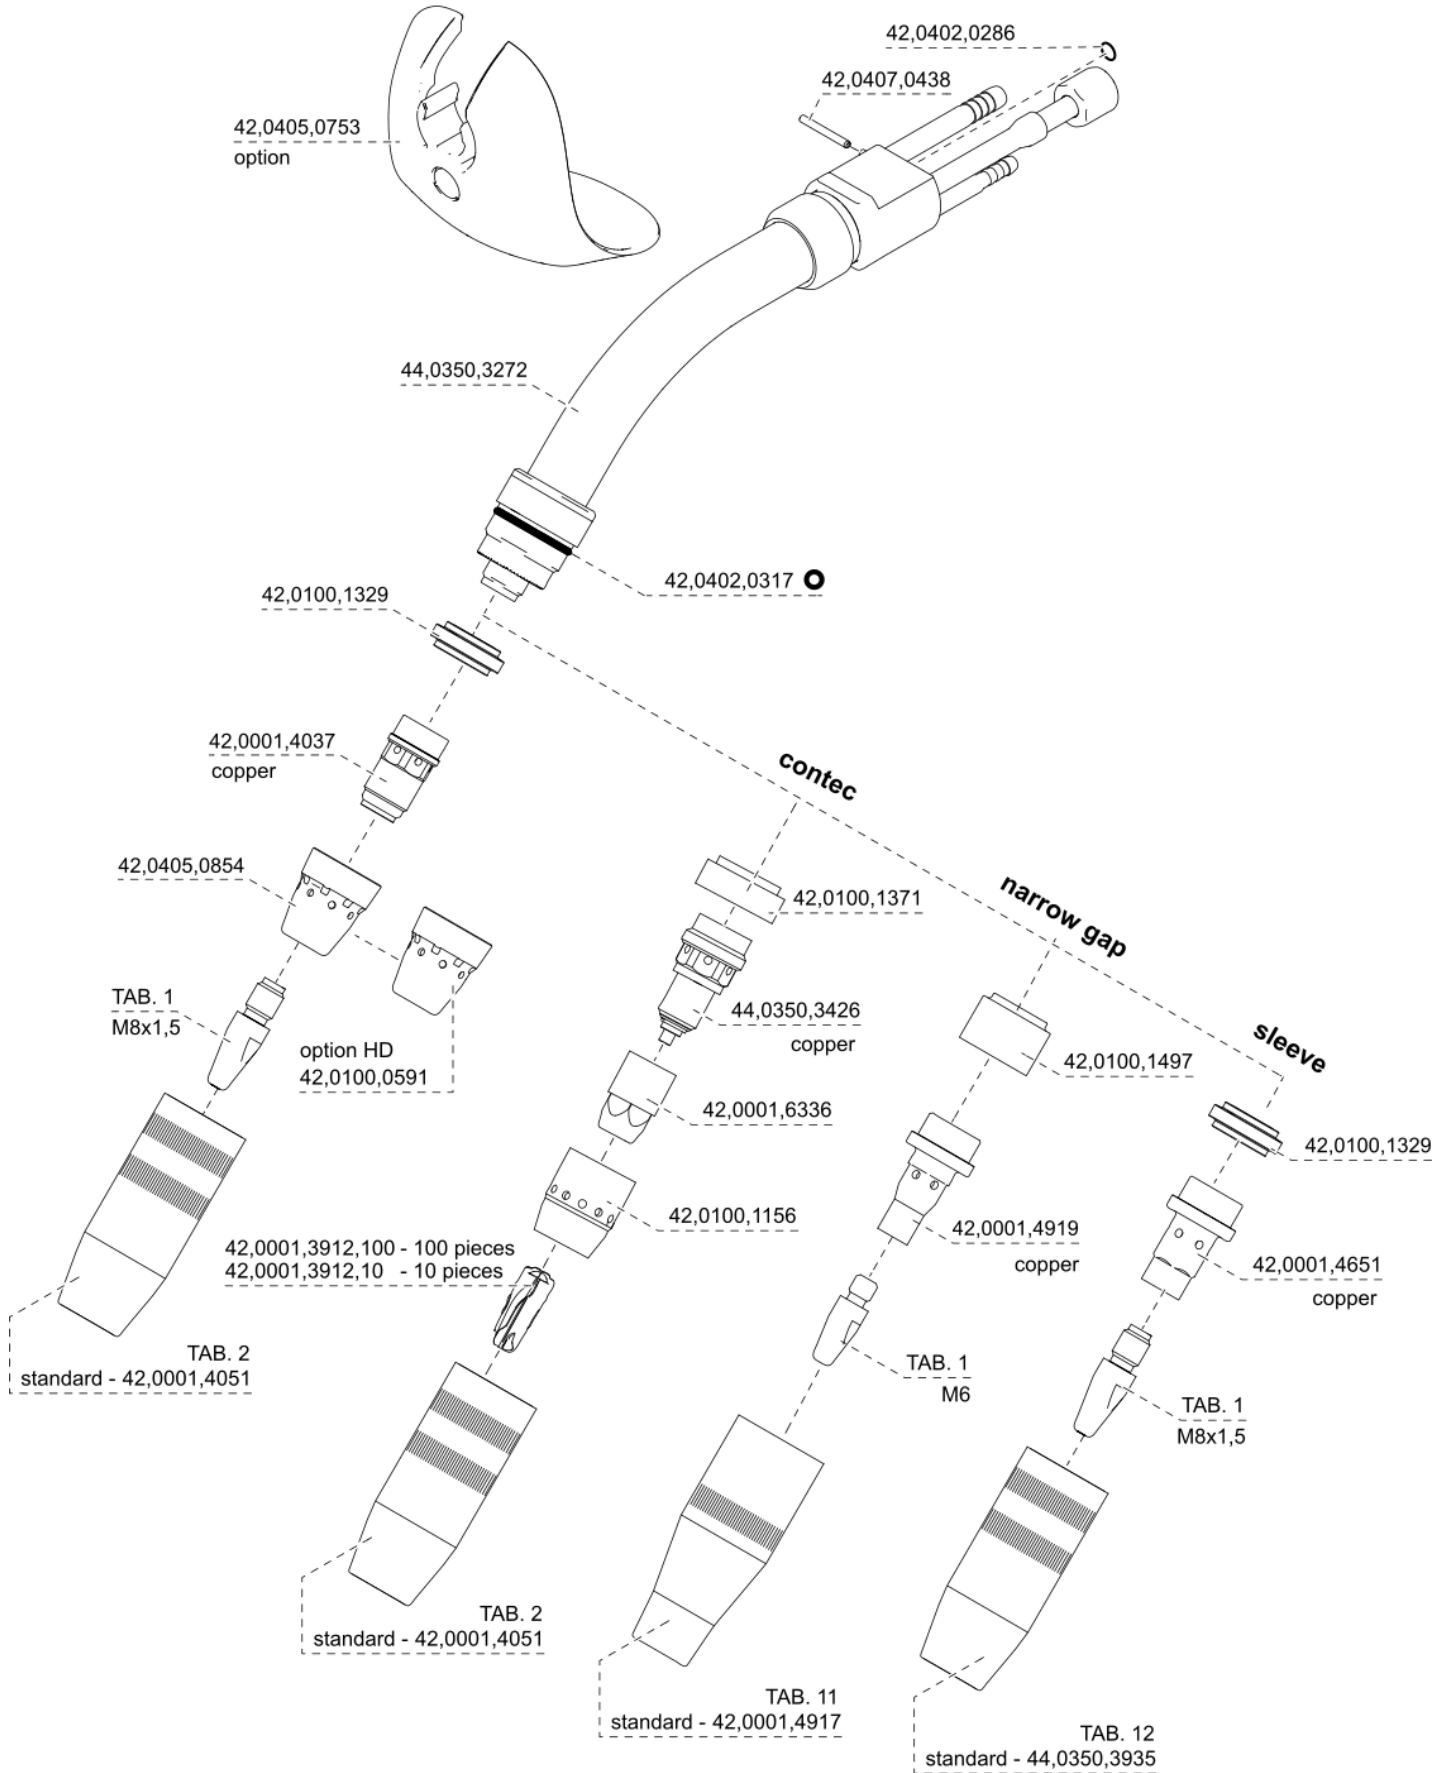 42,0402,0286
42,0407,0438
42,0405,0753
option
44,0350,3272
42,0402,0317
42,0100,1329
42,0001,4037
copper
contec
42,0405,0854
42,0100,1371
narrow gap
TAB. 1
M8x1,5
option HD
42,0100,0591
44,0350,3426
copper
42,0100,1497
sleeve
42,0001,6336
42,0100,1329
42,0100,1156
42,0001,4919
copper
42,0001,3912,100 - 100 pieces
42,0001,3912,10 - 10 pieces
42,0001,4651
copper
TAB. 2
standard - 42,0001,4051
TAB. 1
M6
TAB. 1
M8x1,5
TAB. 2
standard - 42,0001,4051
TAB. 11
standard - 42,0001,4917
TAB. 12
standard - 44,0350,3935